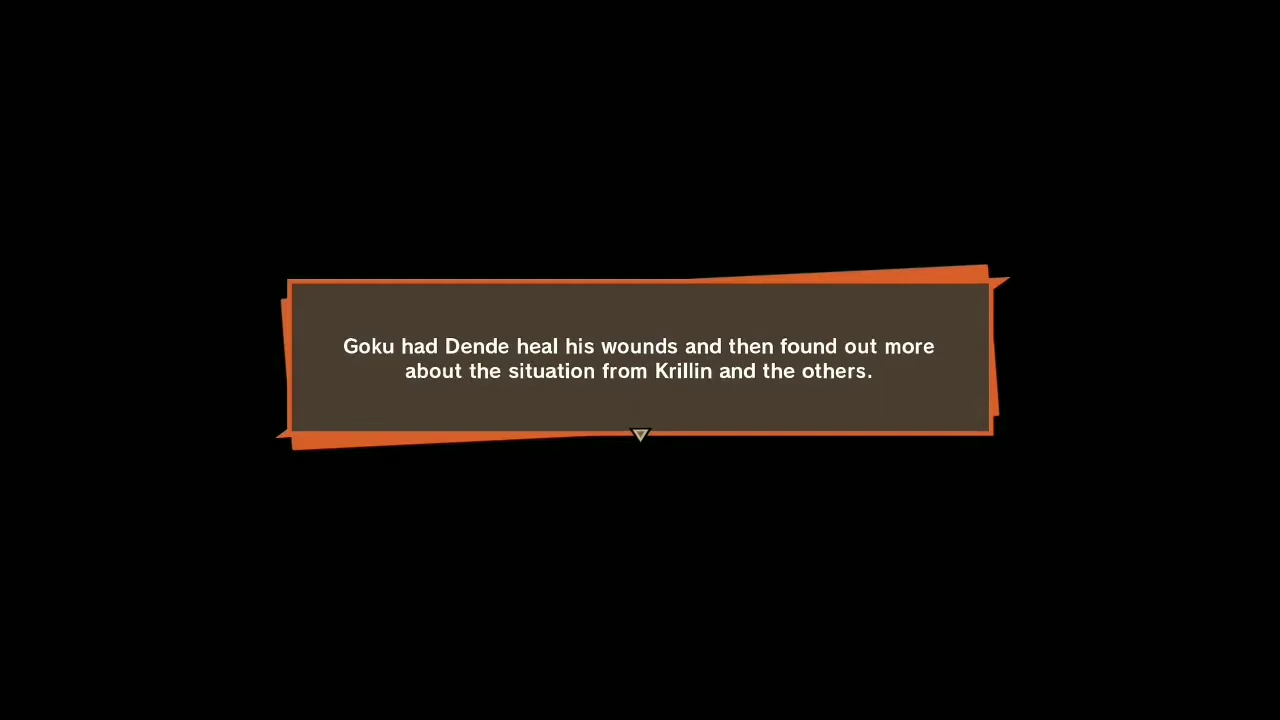 Goku had Dende heal his wounds and then found out more
about the situation from Krillin and the others.